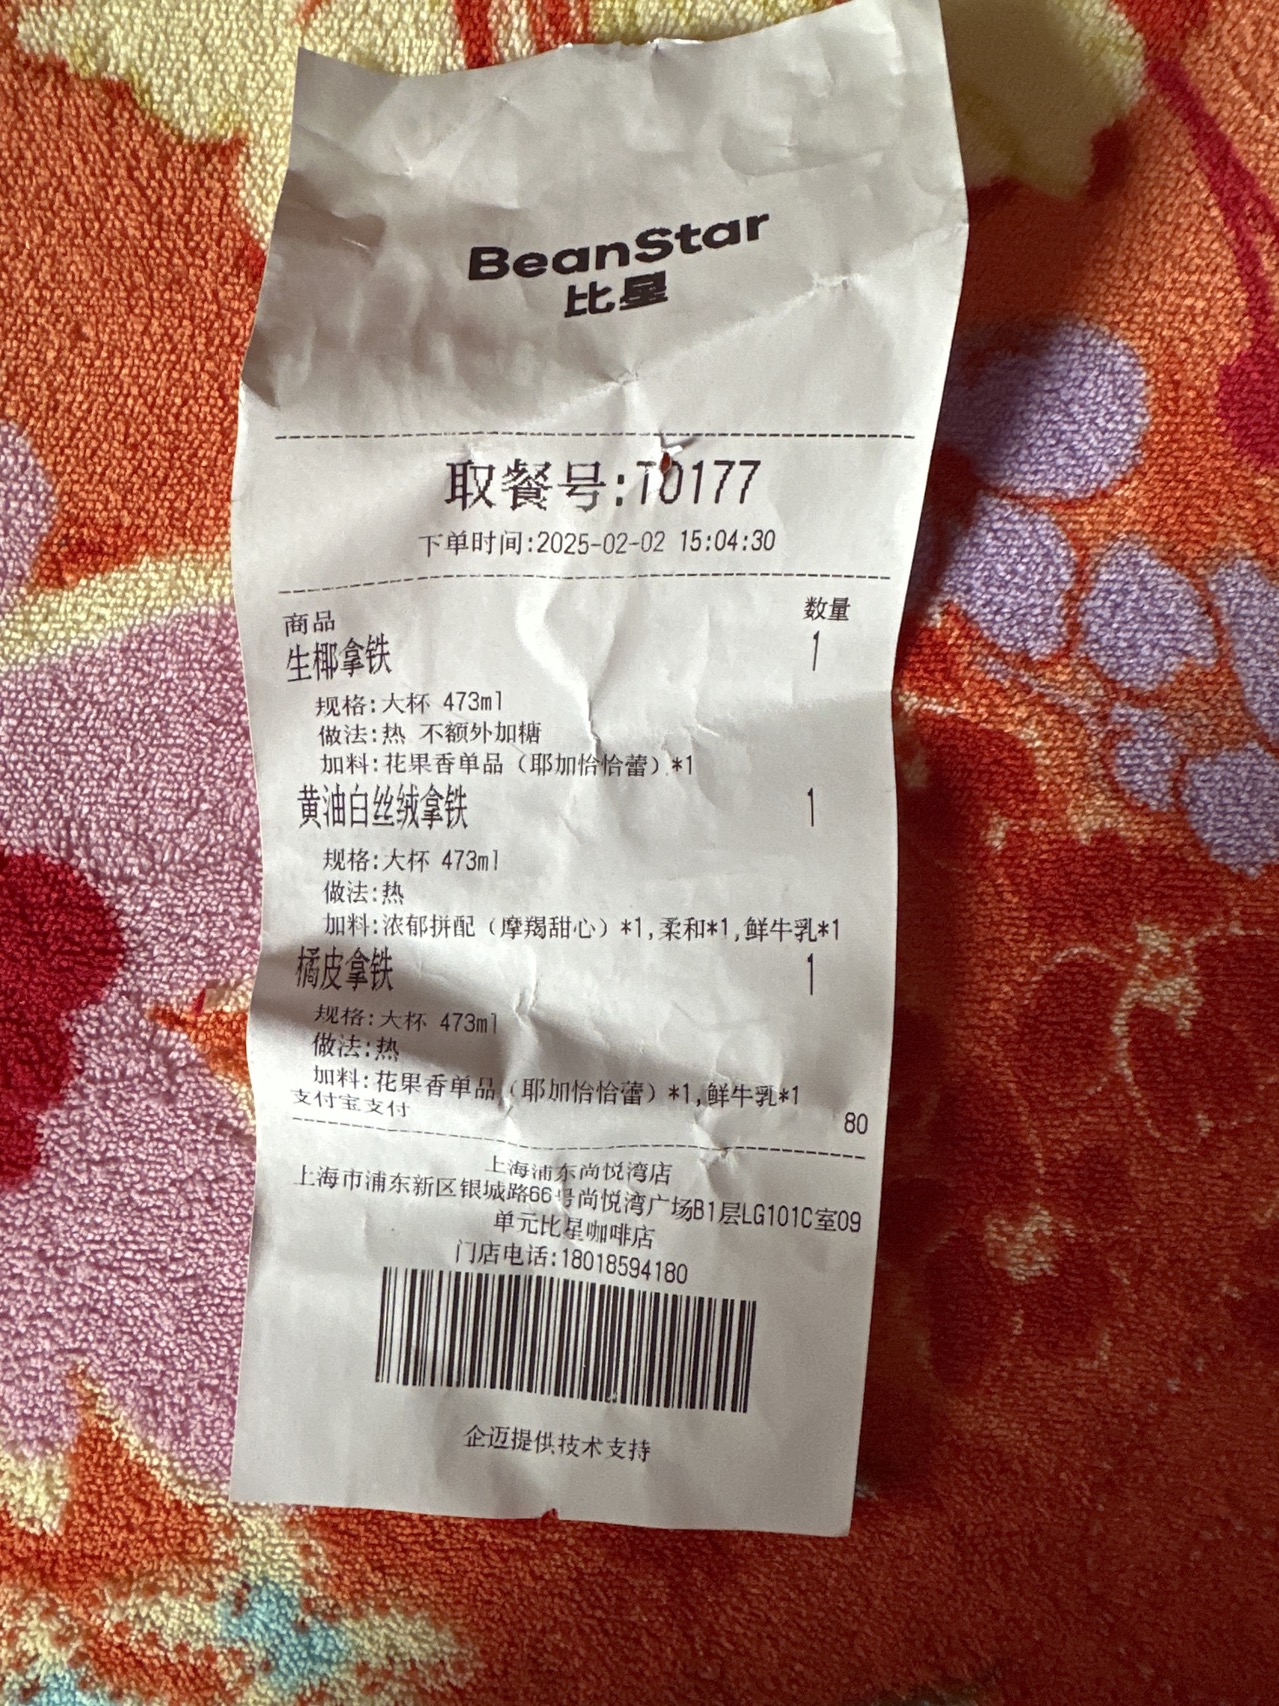 BeanStar
比星
取餐号:T0177
下单时间:2025-02-02 15:04:30
商品 数量
生椰拿铁 1
规格:大杯 473ml
做法:热 不额外加糖
加料:花果香单品（耶加怡恰蕾）*1
黄油白丝绒拿铁 1
规格:大杯 473ml
做法:热
加料:浓郁拼配（摩羯甜心）*1,柔和*1,鲜牛乳*1
橘皮拿铁 1
规格:大杯 473ml
做法:热
加料:花果香单品（耶加怡恰蕾）*1,鲜牛乳*1
支付宝支付 80
上海浦东尚悦湾店
上海市浦东新区银城路66号尚悦湾广场B1层LG101C室09
单元比星咖啡店
门店电话:18018594180
企迈提供技术支持